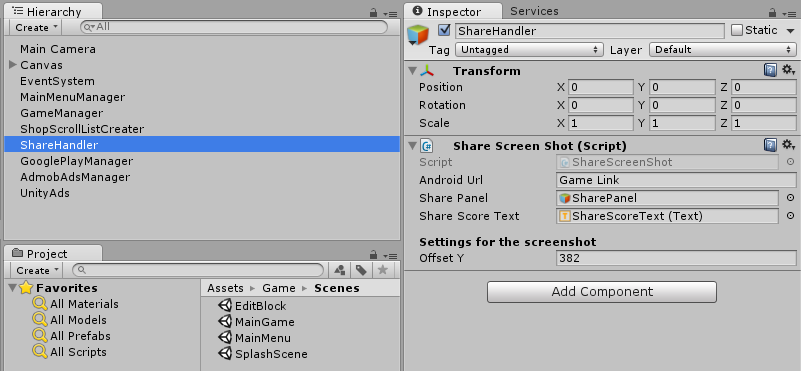 Hierarchy
Create
All
Main Camera
Canvas
EventSystem
MainMenuManager
GameManager
ShopScrollListCreater
ShareHandler
GooglePlayManager
AdmobAdsManager
UnityAds
Project
Create
Favorites
All Materials
All Models
All Prefabs
All Scripts
Assets Game Scenes
EditBlock
MainGame
MainMenu
SplashScene
Inspector Services
ShareHandler Static
Tag Untagged Layer Default
Transform
Position X 0 Y 0 Z 0
Rotation X 0 Y 0 Z 0
Scale X 1 Y 1 Z 1
Share Screen Shot (Script)
Script ShareScreenShot
Android Url Game Link
Share Panel SharePanel
Share Score Text ShareScoreText (Text)
Settings for the screenshot
Offset Y 382
Add Component